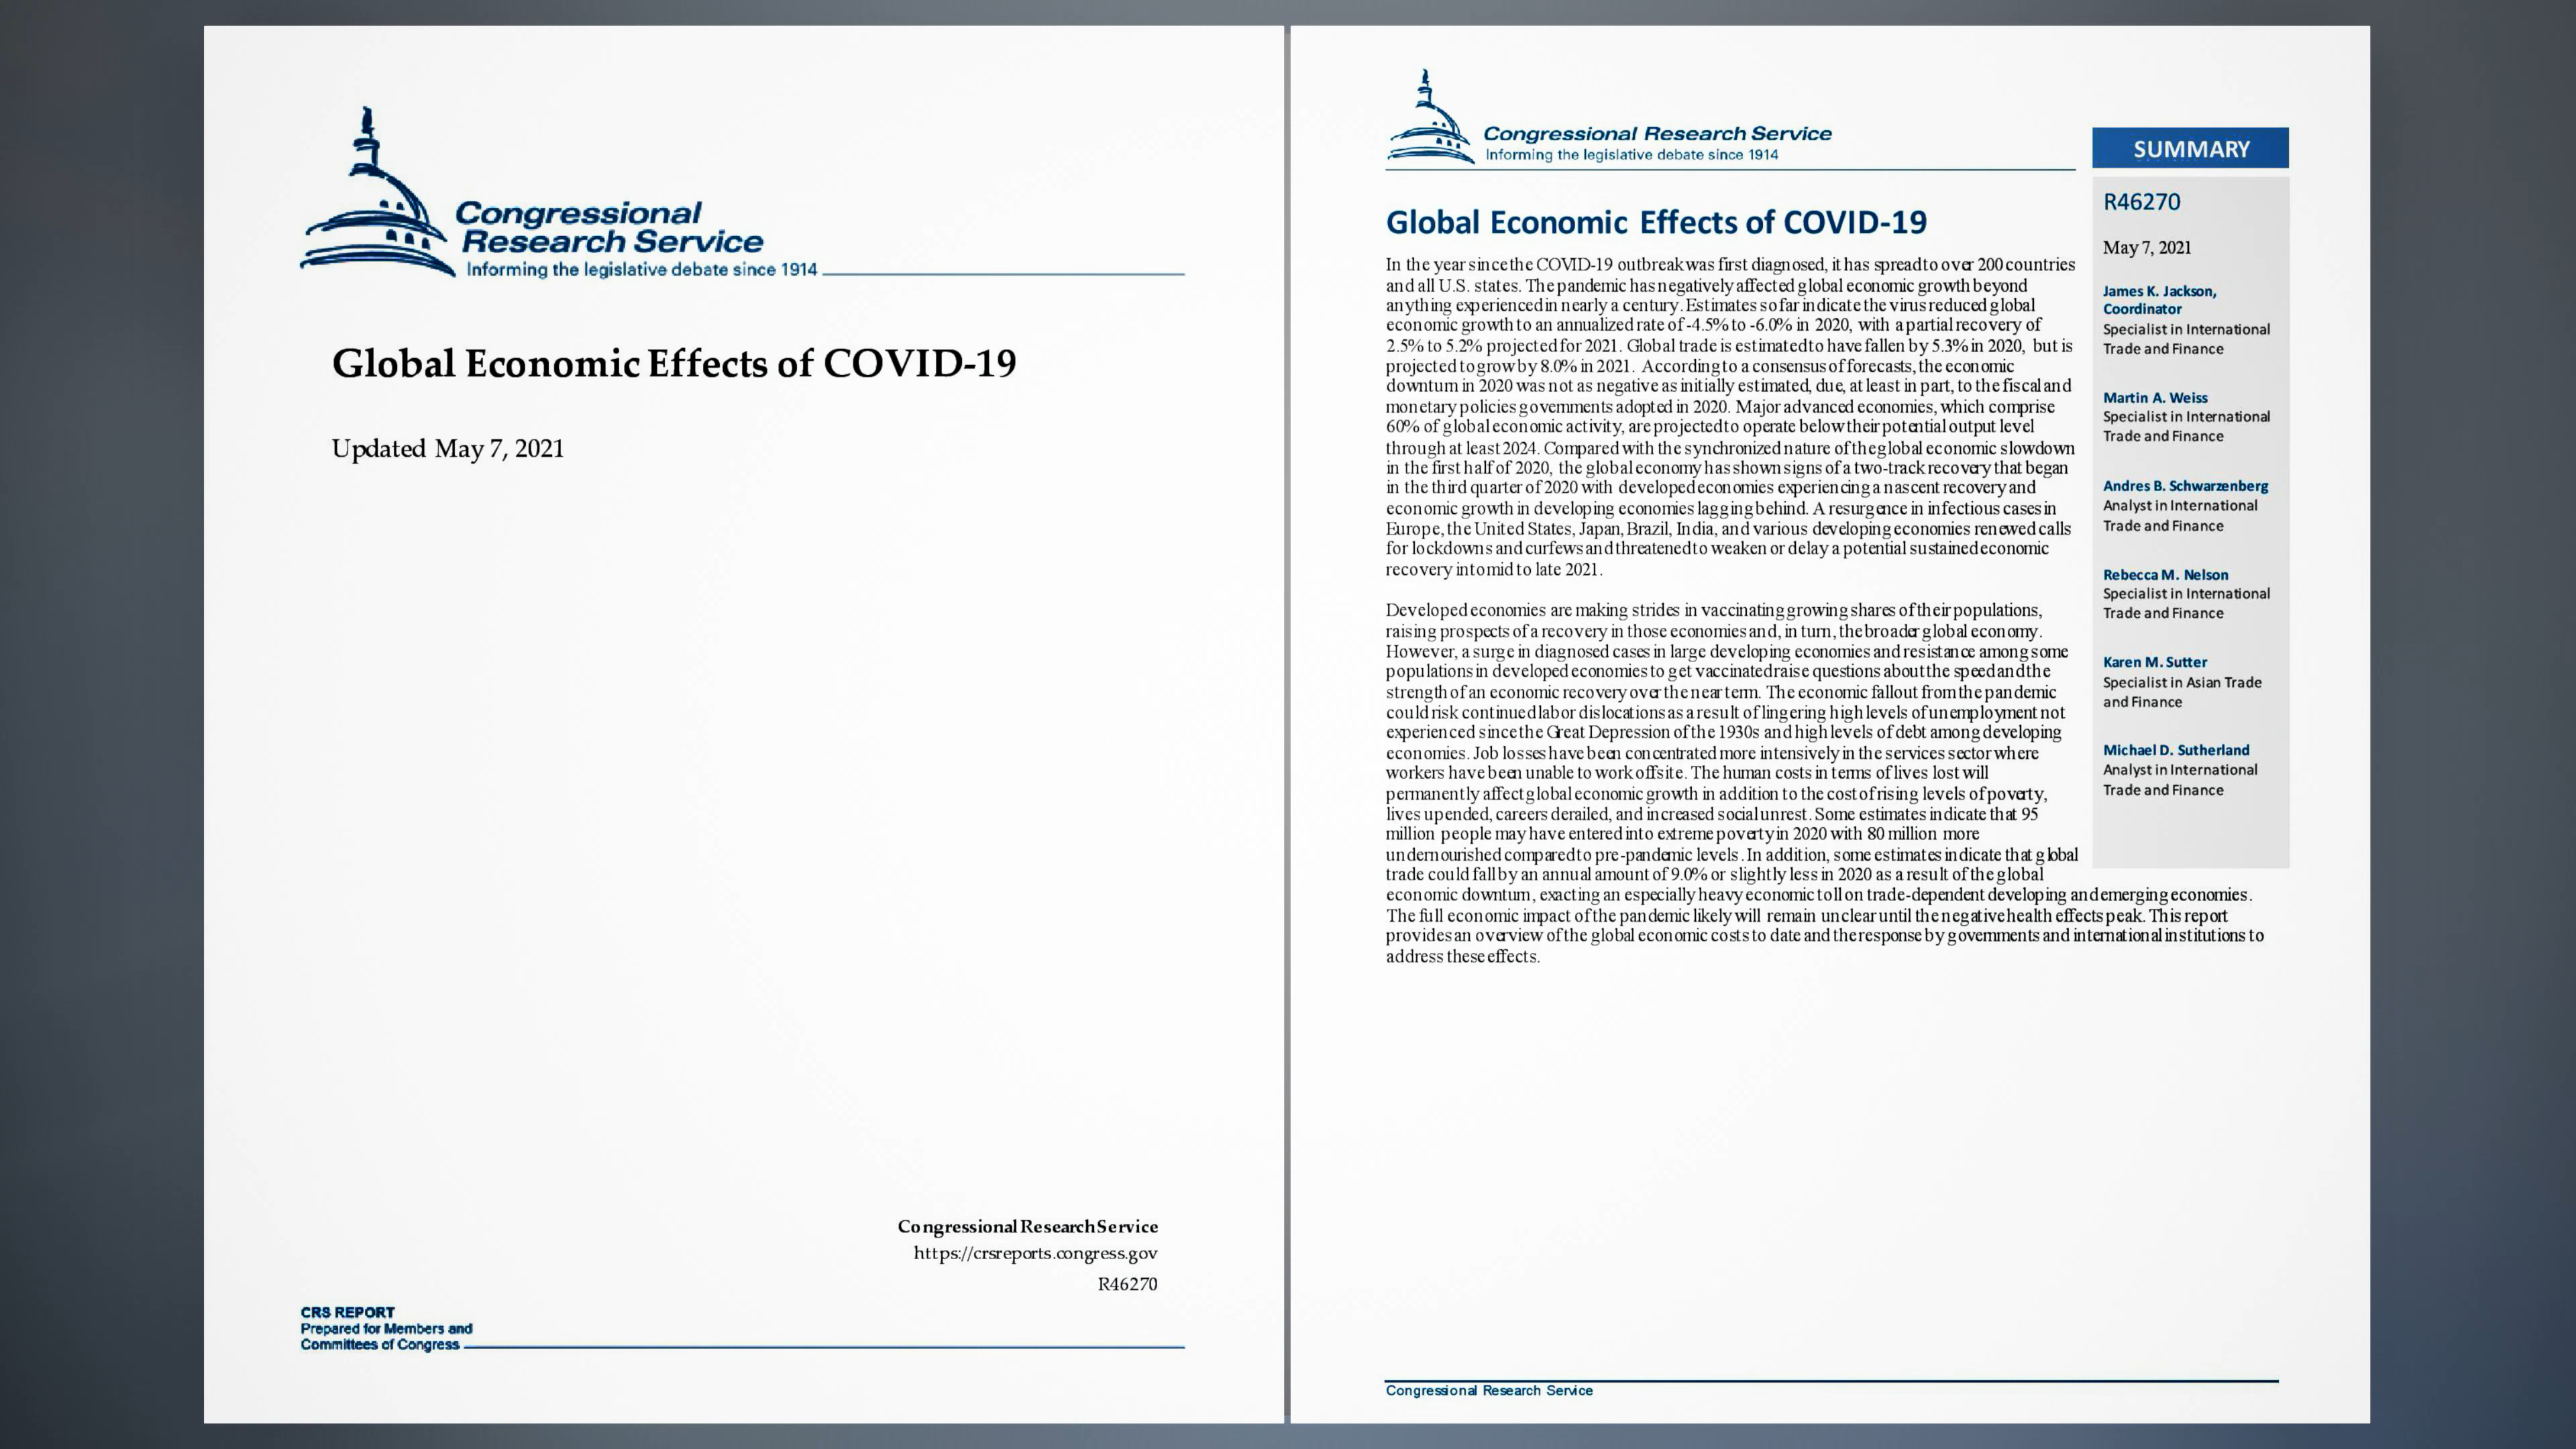 Congressional
Research Service
Informing the legislative debate since 1914
Global Economic Effects of COVID-19
Updated May 7, 2021
Congressional Research Service
https://crsreports.congress.gov
R46270
CRS REPORT
Prepared for Members and
Committees of Congress
Congressional Research Service
Informing the legislative debate since 1914
SUMMARY
Global Economic Effects of COVID-19
In the year since the COVID-19 outbreak was first diagnosed, it has spread to over 200 countries
and all U.S. states. The pandemic has negatively affected global economic growth beyond
anything experienced in nearly a century. Estimates so far indicate the virus reduced global
economic growth to an annualized rate of -4.5% to -6.0% in 2020, with a partial recovery of
2.5% to 5.2% projected for 2021. Global trade is estimated to have fallen by 5.3% in 2020, but is
projected to grow by 8.0% in 2021. According to a consensus of forecasts, the economic
downturn in 2020 was not as negative as initially estimated, due, at least in part, to the fiscal and
monetary policies governments adopted in 2020. Major advanced economies, which comprise
60% of global economic activity, are projected to operate below their potential output level
through at least 2024. Compared with the synchronized nature of the global economic slowdown
in the first half of 2020, the global economy has shown signs of a two-track recovery that began
in the third quarter of 2020 with developed economies experiencing a nascent recovery and
economic growth in developing economies lagging behind. A resurgence in infectious cases in
Europe, the United States, Japan, Brazil, India, and various developing economies renewed calls
for lockdowns and curfews and threatened to weaken or delay a potential sustained economic
recovery into mid to late 2021.
Developed economies are making strides in vaccinating growing shares of their populations,
raising prospects of a recovery in those economies and, in turn, the broader global economy.
However, a surge in diagnosed cases in large developing economies and resistance among some
populations in developed economies to get vaccinated raise questions about the speed and the
strength of an economic recovery over the near term. The economic fallout from the pandemic
could risk continued labor dislocations as a result of lingering high levels of unemployment not
experienced since the Great Depression of the 1930s and high levels of debt among developing
economies. Job losses have been concentrated more intensively in the services sector where
workers have been unable to work offsite. The human costs in terms of lives lost will
permanently affect global economic growth in addition to the cost of rising levels of poverty,
lives upended, careers derailed, and increased social unrest. Some estimates indicate that 95
million people may have entered into extreme poverty in 2020 with 80 million more
undernourished compared to pre-pandemic levels. In addition, some estimates indicate that global
trade could fall by an annual amount of 9.0% or slightly less in 2020 as a result of the global
economic downturn, exacting an especially heavy economic toll on trade-dependent developing and emerging economies.
The full economic impact of the pandemic likely will remain unclear until the negative health effects peak. This report
provides an overview of the global economic costs to date and the response by governments and international institutions to
address these effects.
R46270
May 7, 2021
James K. Jackson,
Coordinator
Specialist in International
Trade and Finance
Martin A. Weiss
Specialist in International
Trade and Finance
Andres B. Schwarzenberg
Analyst in International
Trade and Finance
Rebecca M. Nelson
Specialist in International
Trade and Finance
Karen M. Sutter
Specialist in Asian Trade
and Finance
Michael D. Sutherland
Analyst in International
Trade and Finance
Congressional Research Service